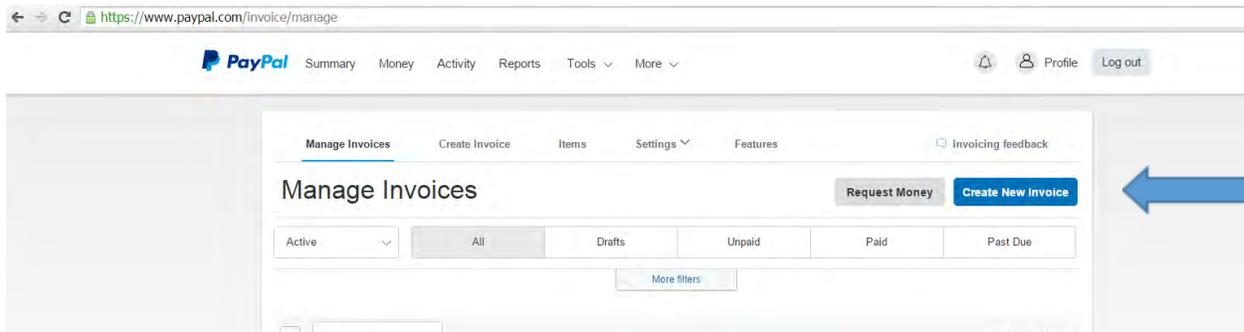 https://www.paypal.com/invoice/manage
PayPal Summary Money Activity Reports Tools More Profile Log out
Manage Invoices Create Invoice Items Settings Features Invoicing feedback
Manage Invoices Request Money Create New Invoice
Active All Drafts Unpaid Paid Past Due
More filters